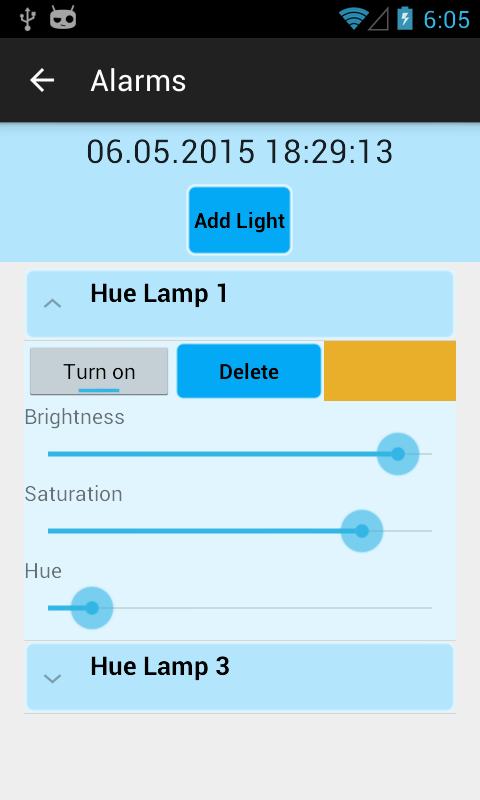 6:05
Alarms
06.05.2015 18:29:13
Add Light
Hue Lamp 1
Turn on
Delete
Brightness
Saturation
Hue
Hue Lamp 3